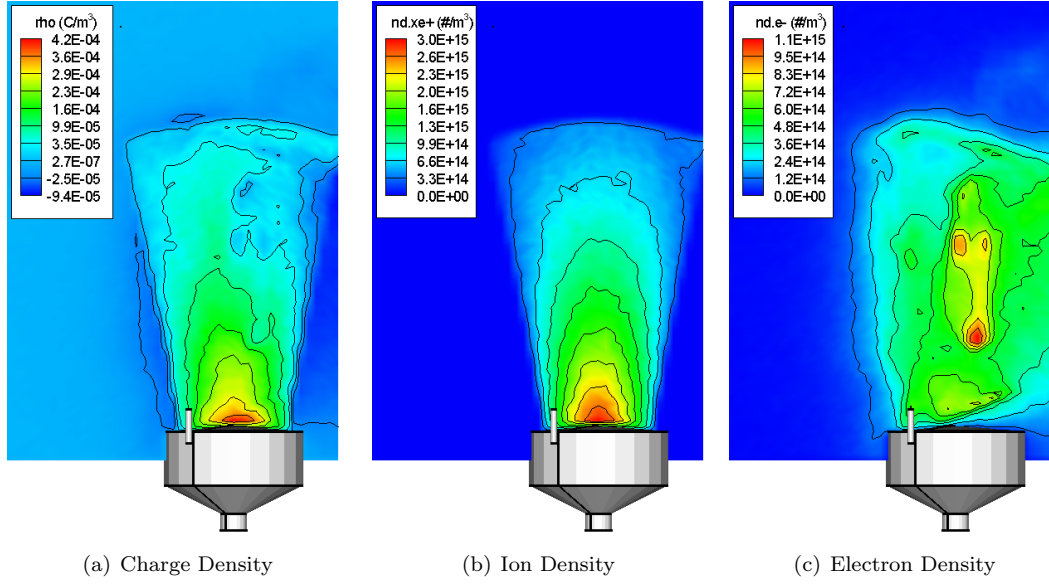 rho (C/m³)
4.2E-04
3.6E-04
2.9E-04
2.3E-04
1.6E-04
9.9E-05
3.6E-05
-2.7E-07
-2.5E-05
-9.4E-05
nd.xe+ (#/m³)
3.0E+15
2.6E+15
2.3E+15
2.0E+15
1.6E+15
1.3E+15
9.9E+14
6.6E+14
3.3E+14
0.0E+00
nd.e- (#/m³)
1.1E+15
9.5E+14
8.3E+14
7.2E+14
6.0E+14
4.8E+14
3.6E+14
2.4E+14
1.2E+14
0.0E+00
(a) Charge Density
(b) Ion Density
(c) Electron Density